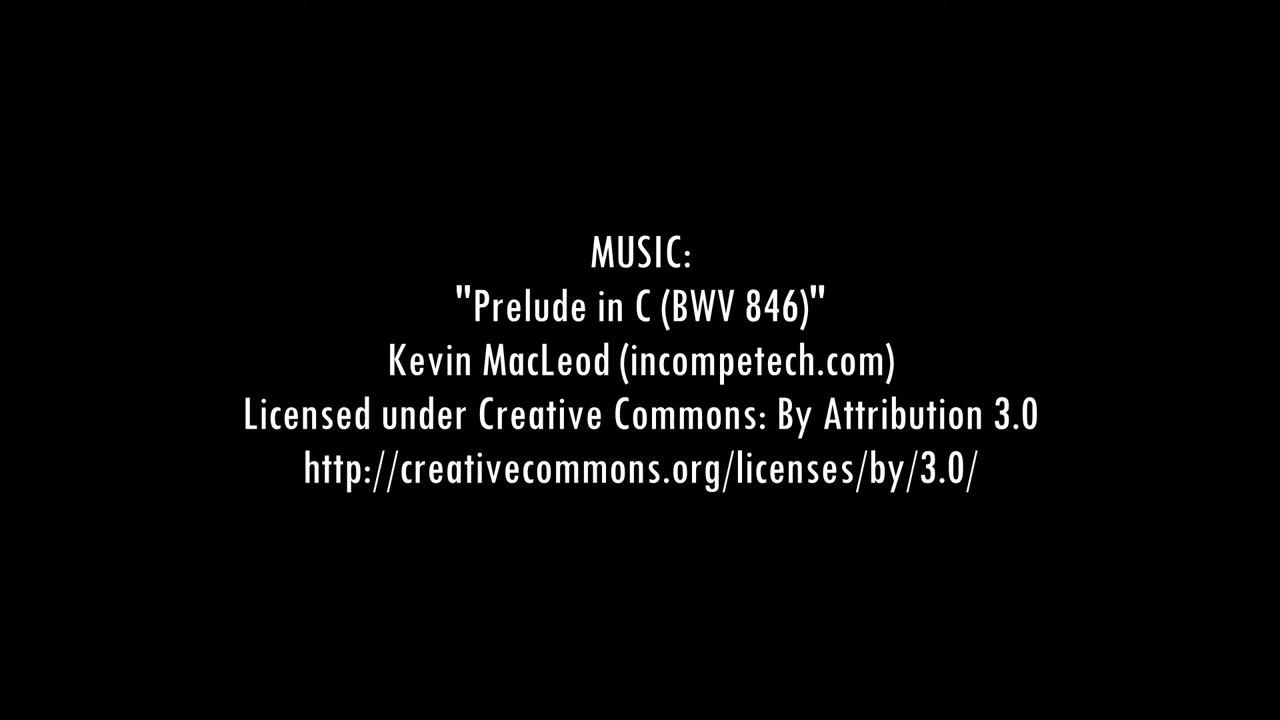 MUSIC:
"Prelude in C (BWV 846)"
Kevin MacLeod (incompetech.com)
Licensed under Creative Commons: By Attribution 3.0
http://creativecommons.org/licenses/by/3.0/